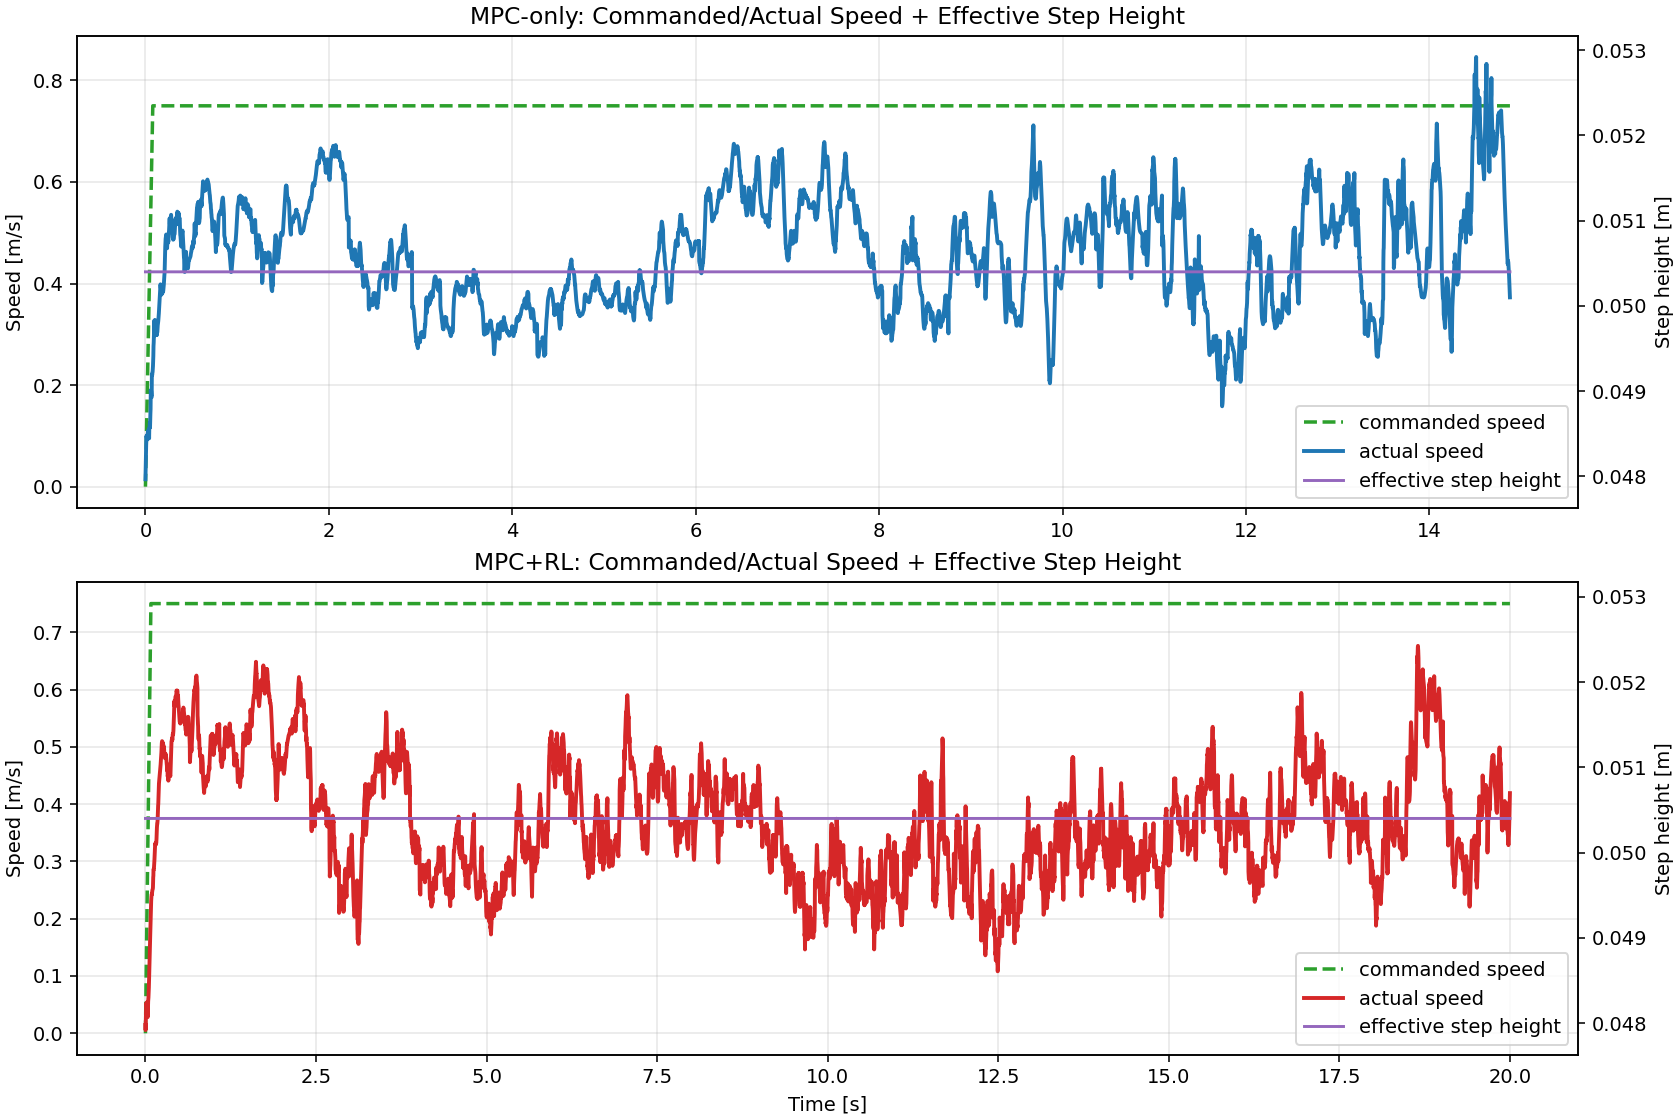 MPC-only: Commanded/Actual Speed + Effective Step Height
0.8
0.6
0.4
0.2
0.0
Speed [m/s]
0.053
0.052
0.051
0.050
0.049
0.048
Step height [m]
commanded speed
actual speed
effective step height
0 2 4 6 8 10 12 14
MPC+RL: Commanded/Actual Speed + Effective Step Height
0.7
0.6
0.5
0.4
0.3
0.2
0.1
0.0
Speed [m/s]
0.053
0.052
0.051
0.050
0.049
0.048
Step height [m]
commanded speed
actual speed
effective step height
0.0 2.5 5.0 7.5 10.0 12.5 15.0 17.5 20.0
Time [s]